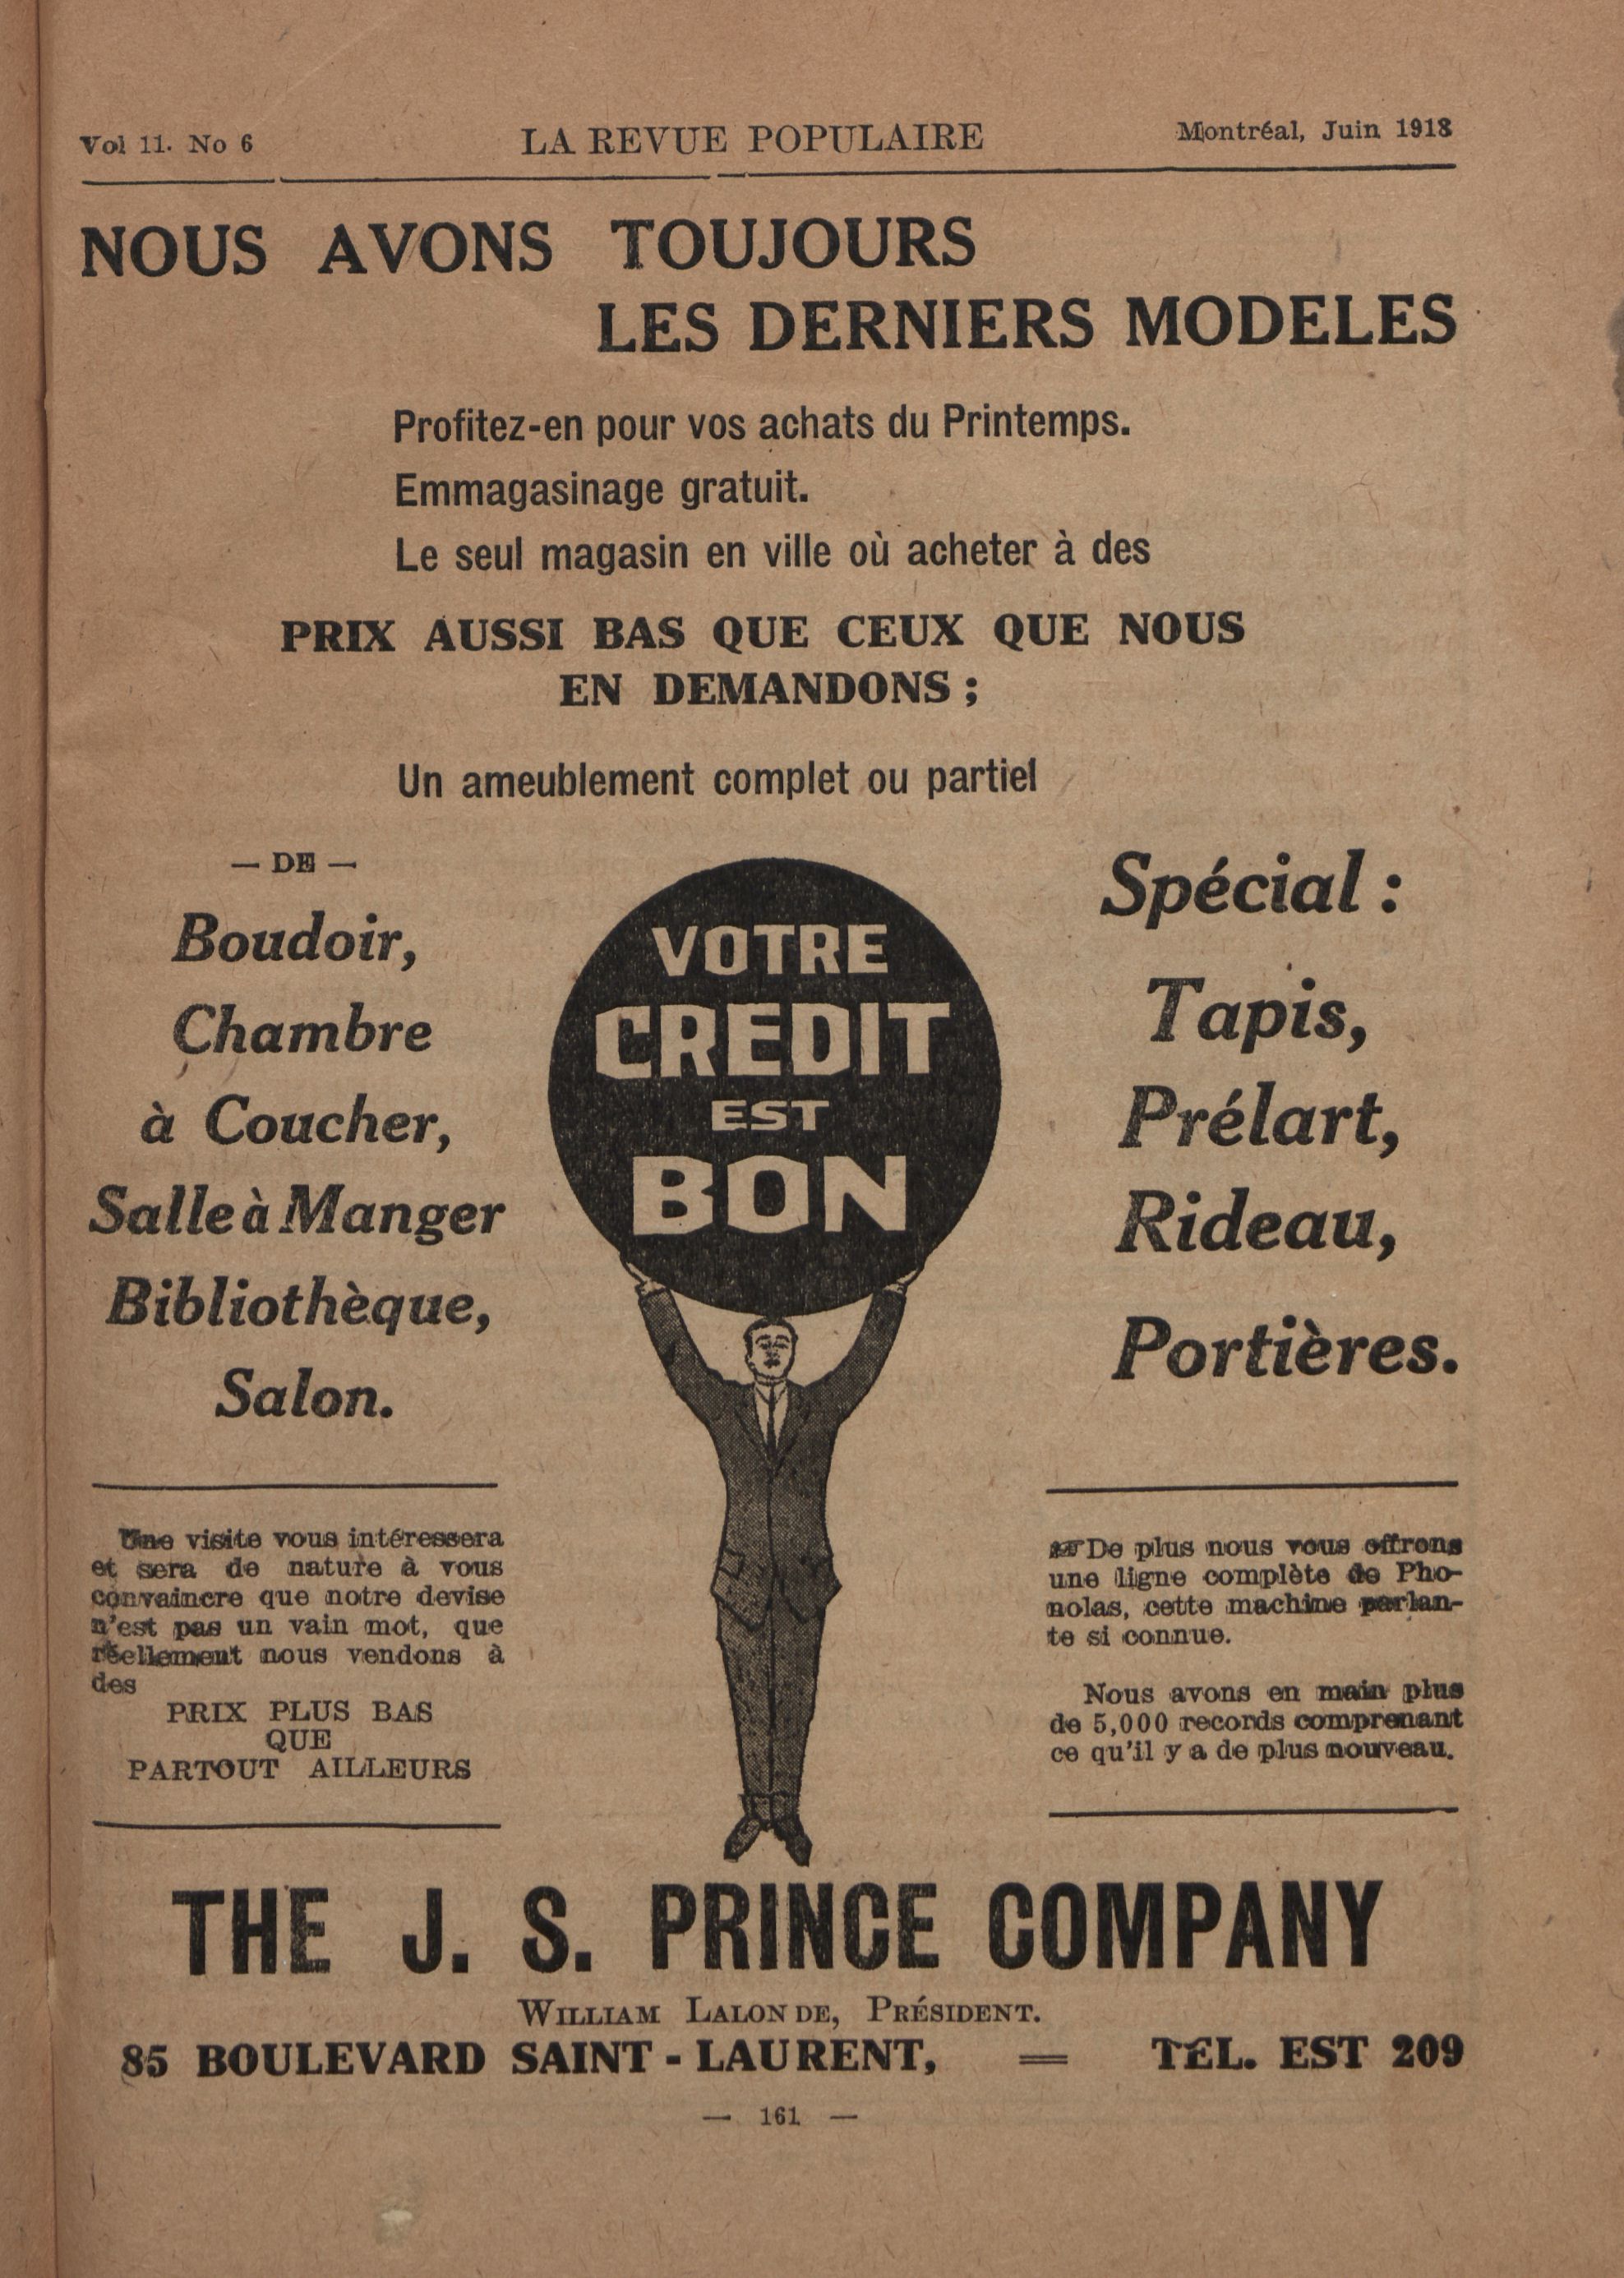 Vol 11. No 6
LA REVUE POPULAIRE
Montréal, Juin 1918
NOUS AVONS TOUJOURS
LES DERNIERS MODELES
Profitez-en pour vos achats du Printemps.
Emmagasinage gratuit.
Le seul magasin en ville où acheter à des
PRIX AUSSI BAS QUE CEUX QUE NOUS
EN DEMANDONS ;
Un ameublement complet ou partiel
— DE —
Boudoir,
Chambre
à Coucher,
Salle à Manger
Bibliothèque,
Salon.
VOTRE
CREDIT
EST
BON
Spécial :
Tapis,
Prélart,
Rideau,
Portières.
Une visite vous intéressera
et sera de nature à vous
convaincre que notre devise
n'est pas un vain mot, que
réellement nous vendons à
des
PRIX PLUS BAS
QUE
PARTOUT AILLEURS
De plus nous vous offrons
une ligne complète de Pho-
nolas, cette machine parlan-
te si connue.
Nous avons en main plus
de 5,000 records comprenant
ce qu'il y a de plus nouveau.
THE J. S. PRINCE COMPANY
WILLIAM LALONDE, PRÉSIDENT.
85 BOULEVARD SAINT-LAURENT, = TEL. EST 209
— 161 —